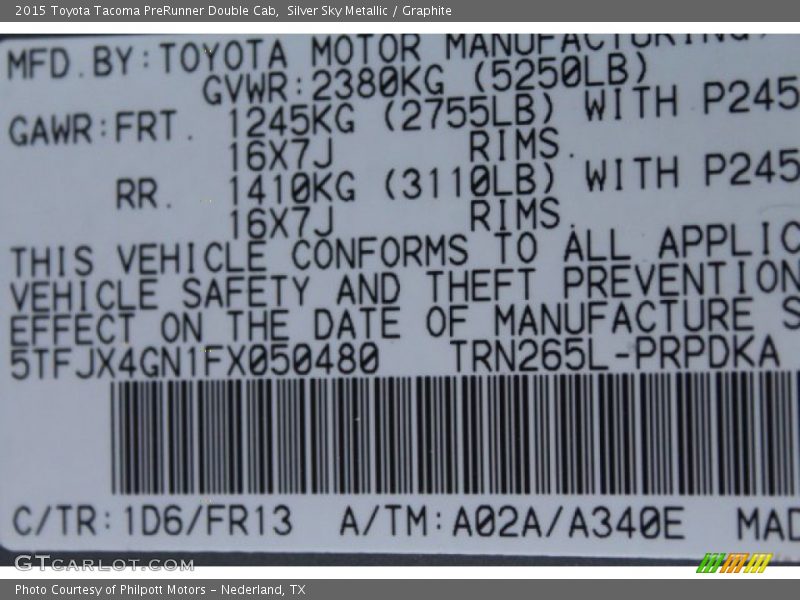 2015 Toyota Tacoma PreRunner Double Cab,  Silver Sky Metallic / Graphite
MFD.BY:TOYOTA MOTOR MANUFACTURING,
GVWR:2380KG (5250LB)
GAWR:FRT. 1245KG (2755LB) WITH P245
16X7J RIMS.
RR. 1410KG (3110LB) WITH P245
16X7J RIMS.
THIS VEHICLE CONFORMS TO ALL APPLIC
VEHICLE SAFETY AND THEFT PREVENTION
EFFECT ON THE DATE OF MANUFACTURE S
5TFJX4GN1FX050480 TRN265L-PRPDKA
C/TR:1D6/FR13 A/TM:A02A/A340E MAD
GTCARLOT.COM
Photo Courtesy of Philpott Motors - Nederland, TX